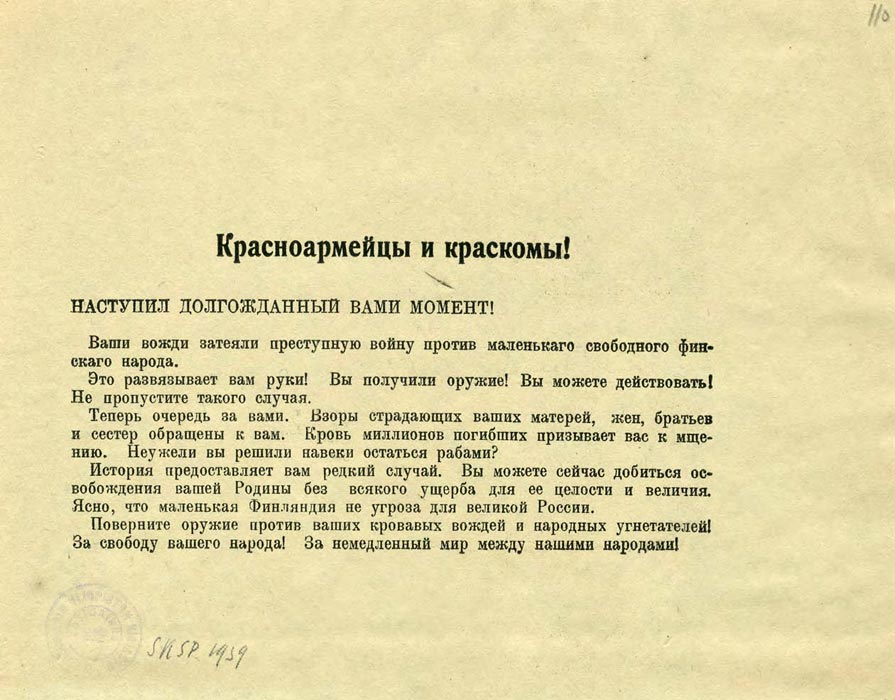 110
Красноармейцы и краскомы!
НАСТУПИЛ ДОЛГОЖДАННЫЙ ВАМИ МОМЕНТ!
Ваши вожди затеяли преступную войну против маленькаго свободного фин-
скаго народа.
Это развязывает вам руки! Вы получили оружие! Вы можете действовать!
Не пропустите такого случая.
Теперь очередь за вами. Взоры страдающих ваших матерей, жен, братьев
и сестер обращены к вам. Кровь миллионов погибших призывает вас к мще-
нию. Неужели вы решили навеки остаться рабами?
История предоставляет вам редкий случай. Вы можете сейчас добиться ос-
вобождения вашей Родины без всякого ущерба для ее целости и величия.
Ясно, что маленькая Финляндия не угроза для великой России.
Поверните оружие против ваших кровавых вождей и народных угнетателей!
За свободу вашего народа! За немедленный мир между нашими народами!
SKSP. 1939